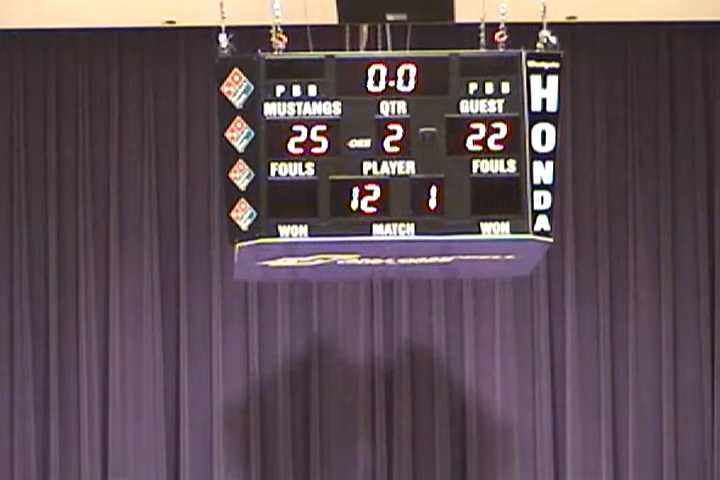 0.0
P B B
P B B
MUSTANGS QTR GUEST
25 2 22
FOULS PLAYER FOULS
12 1
WON MATCH WON
HONDA